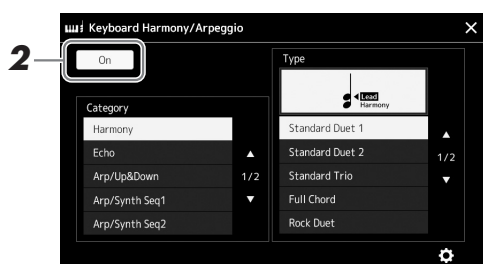 Keyboard Harmony/Arpeggio
2
On
Type
Lead
Harmony
Category
Harmony
Echo
Arp/Up&Down
Arp/Synth Seq1
Arp/Synth Seq2
1/2
Standard Duet 1
Standard Duet 2
Standard Trio
Full Chord
Rock Duet
1/2